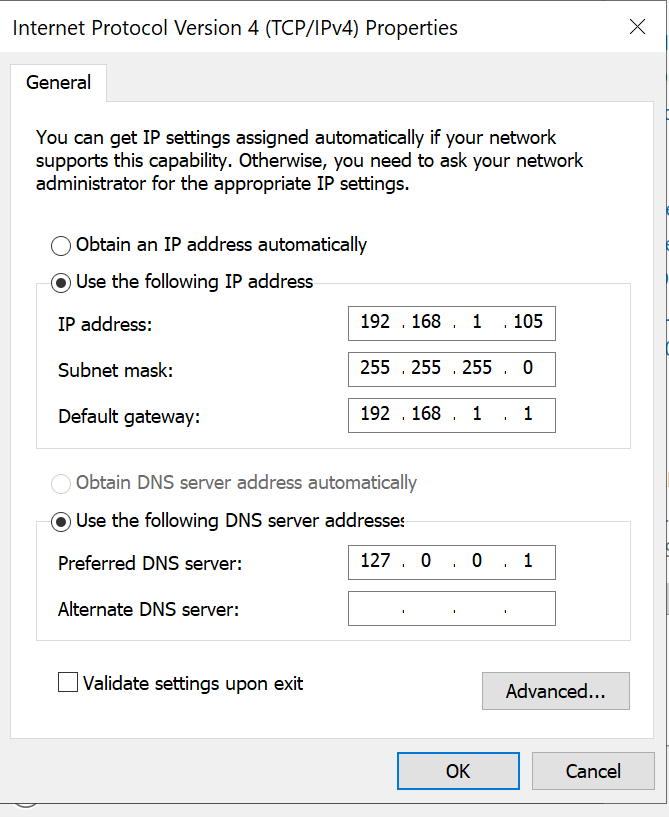 Internet Protocol Version 4 (TCP/IPv4) Properties
General
You can get IP settings assigned automatically if your network
supports this capability. Otherwise, you need to ask your network
administrator for the appropriate IP settings.
Obtain an IP address automatically
Use the following IP address
IP address: 192 . 168 . 1 . 105
Subnet mask: 255 . 255 . 255 . 0
Default gateway: 192 . 168 . 1 . 1
Obtain DNS server address automatically
Use the following DNS server addresses
Preferred DNS server: 127 . 0 . 0 . 1
Alternate DNS server: . . .
Validate settings upon exit
Advanced...
OK Cancel